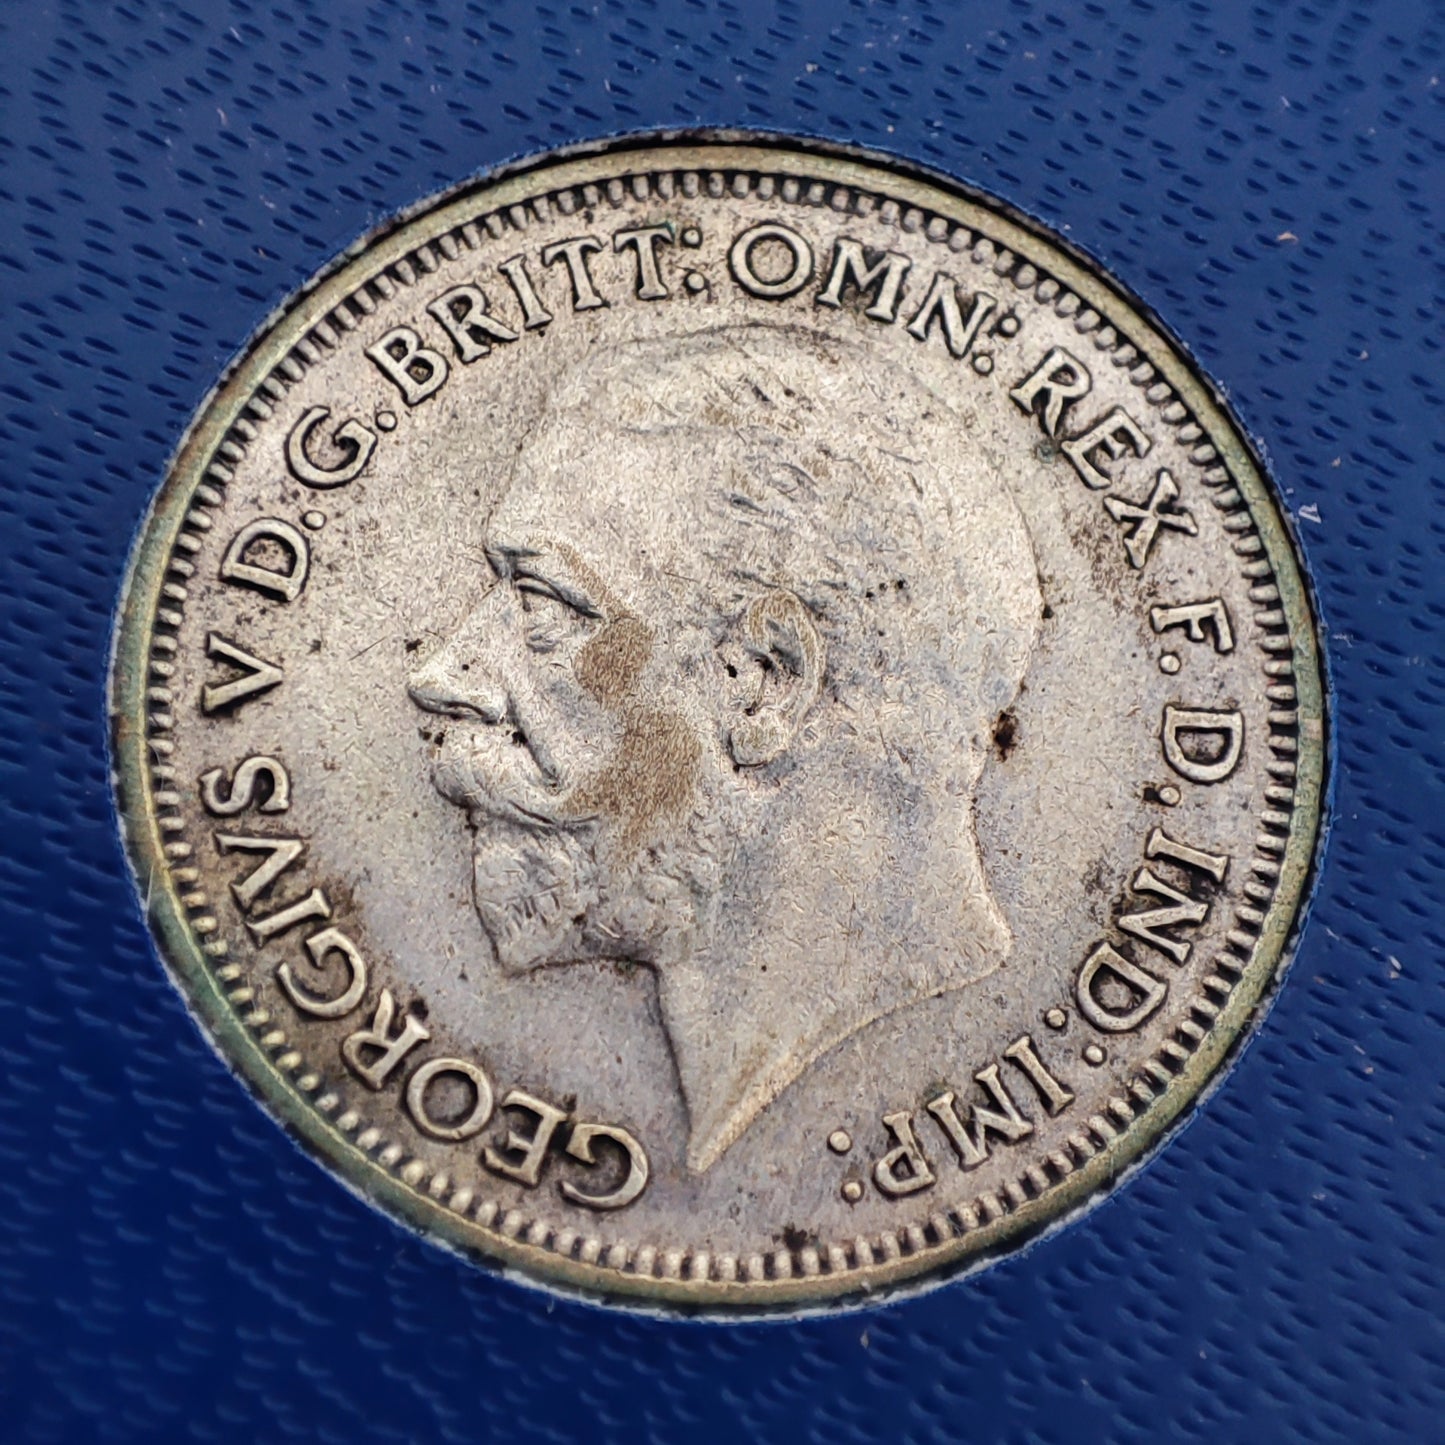 GEORGIVS V D.G.BRITT:OMN:REX F.D.IND:IMP: